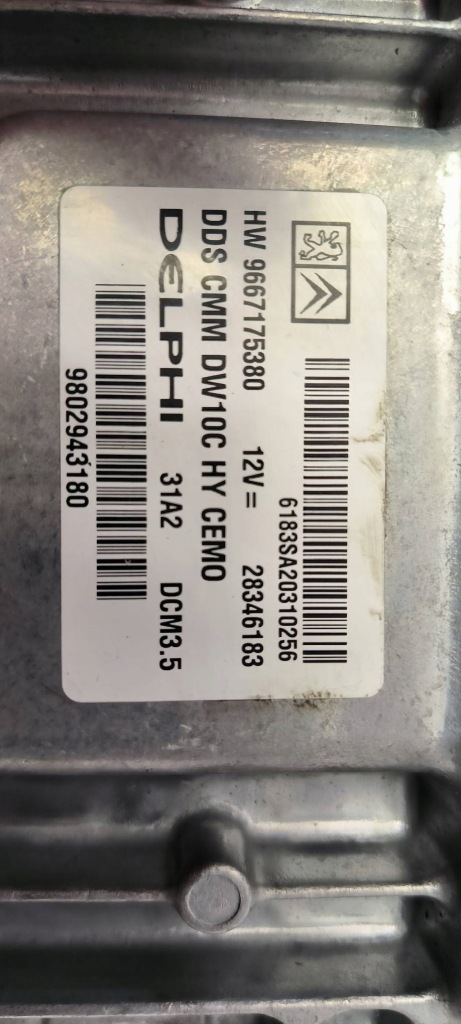 6183SA20310256
HW 9667175380 12V= 28346183
DDS CMM DW10C HY CEMO
DELPHI 31A2 DCM3.5
9802943180